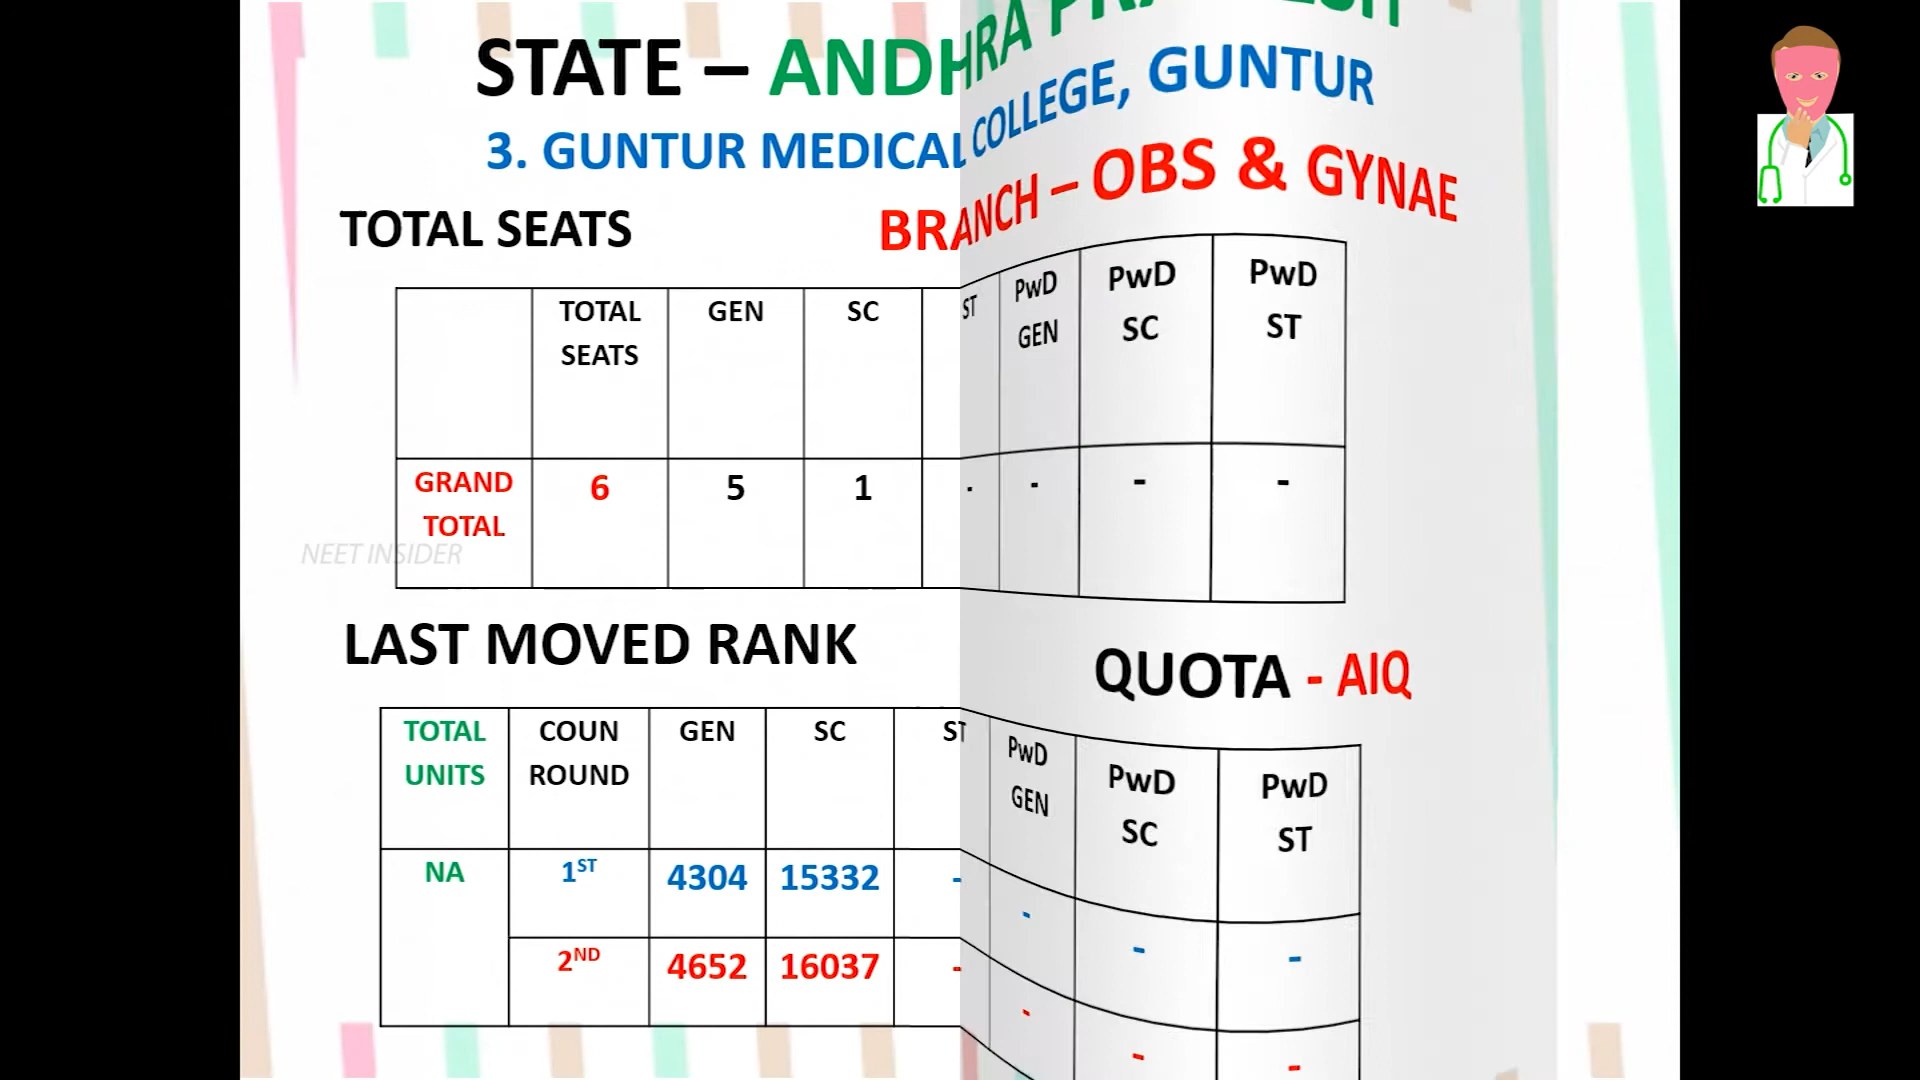 STATE – ANDHRA PRADESH
3. GUNTUR MEDICAL COLLEGE, GUNTUR
TOTAL SEATS BRANCH – OBS & GYNAE
TOTAL SEATS GEN SC ST PwD GEN PwD SC PwD ST
GRAND TOTAL 6 5 1 - - - -
NEET INSIDER
LAST MOVED RANK QUOTA - AIQ
TOTAL UNITS COUN ROUND GEN SC ST PwD GEN PwD SC PwD ST
NA 1ST 4304 15332 - - - -
2ND 4652 16037 - - - -